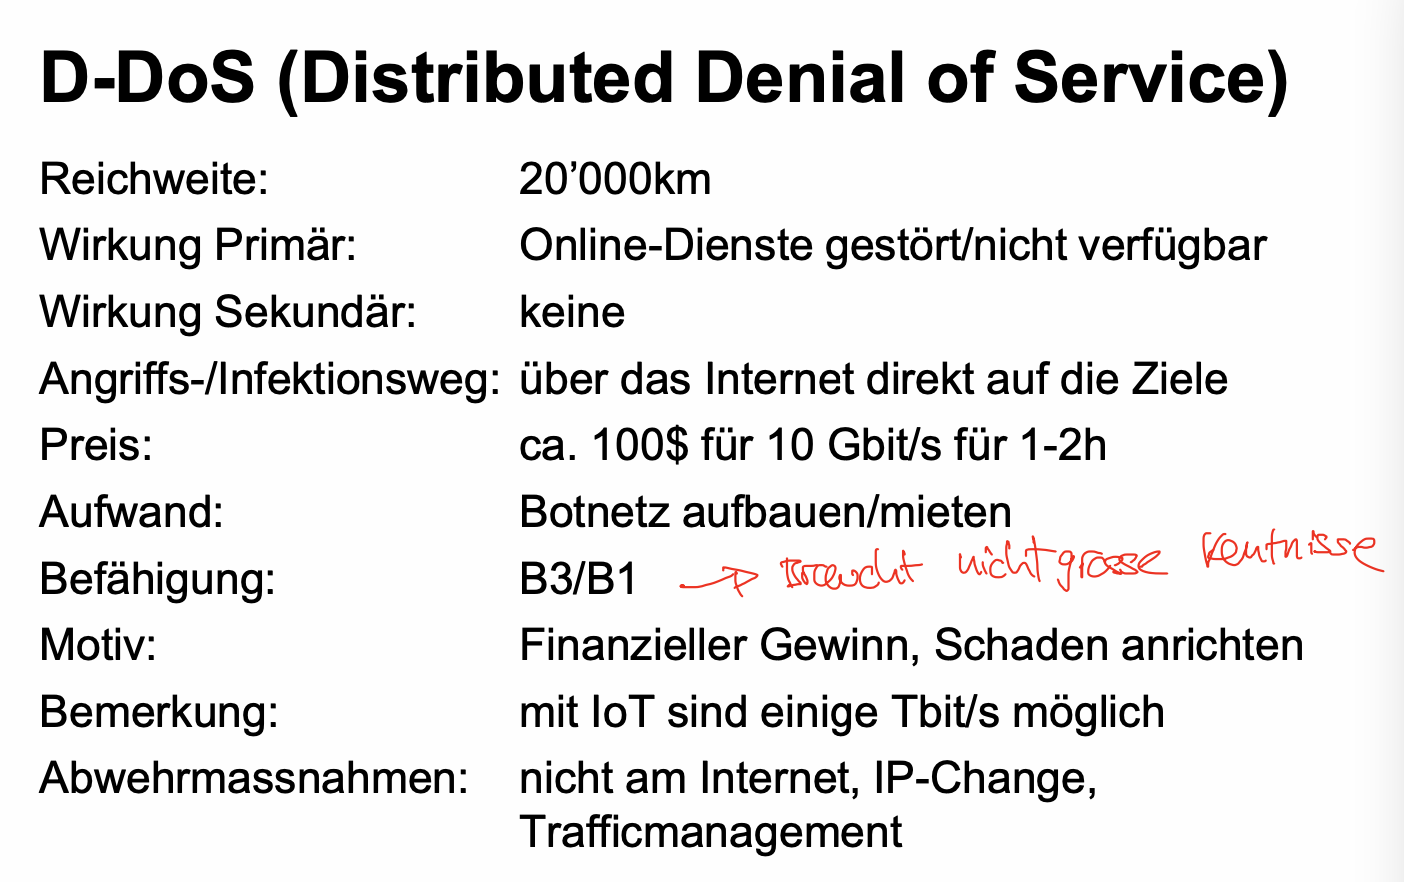 D-DoS (Distributed Denial of Service)
Reichweite: 20’000km
Wirkung Primär: Online-Dienste gestört/nicht verfügbar
Wirkung Sekundär: keine
Angriffs-/Infektionsweg: über das Internet direkt auf die Ziele
Preis: ca. 100$ für 10 Gbit/s für 1-2h
Aufwand: Botnetz aufbauen/mieten
Befähigung: B3/B1 → Braucht nicht grosse Kentnisse
Motiv: Finanzieller Gewinn, Schaden anrichten
Bemerkung: mit IoT sind einige Tbit/s möglich
Abwehrmassnahmen: nicht am Internet, IP-Change,
Trafficmanagement